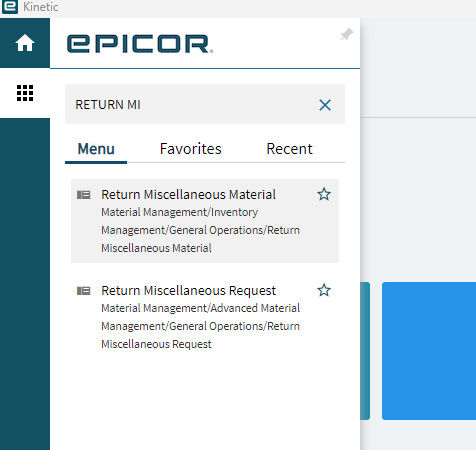 Kinetic
EPICOR
RETURN MI
Menu Favorites Recent
Return Miscellaneous Material
Material Management/Inventory
Management/General Operations/Return
Miscellaneous Material
Return Miscellaneous Request
Material Management/Advanced Material
Management/General Operations/Return
Miscellaneous Request